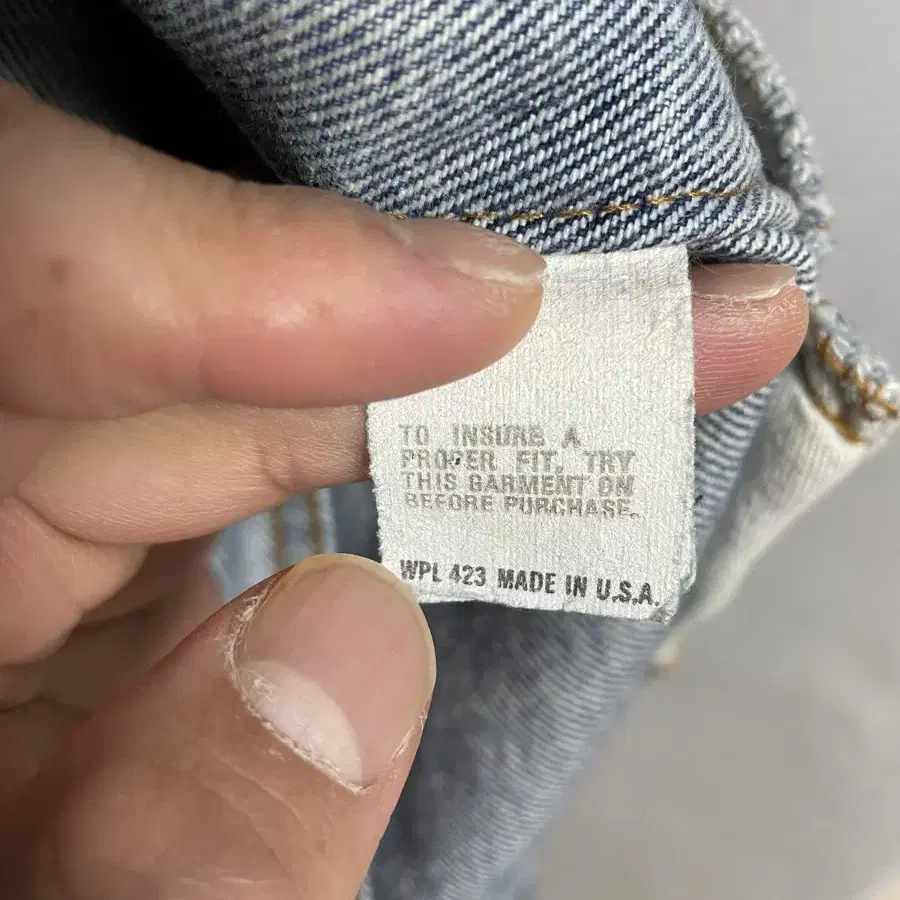 TO INSURE A
PROPER FIT, TRY
THIS GARMENT ON
BEFORE PURCHASE.
WPL 423 MADE IN U.S.A.